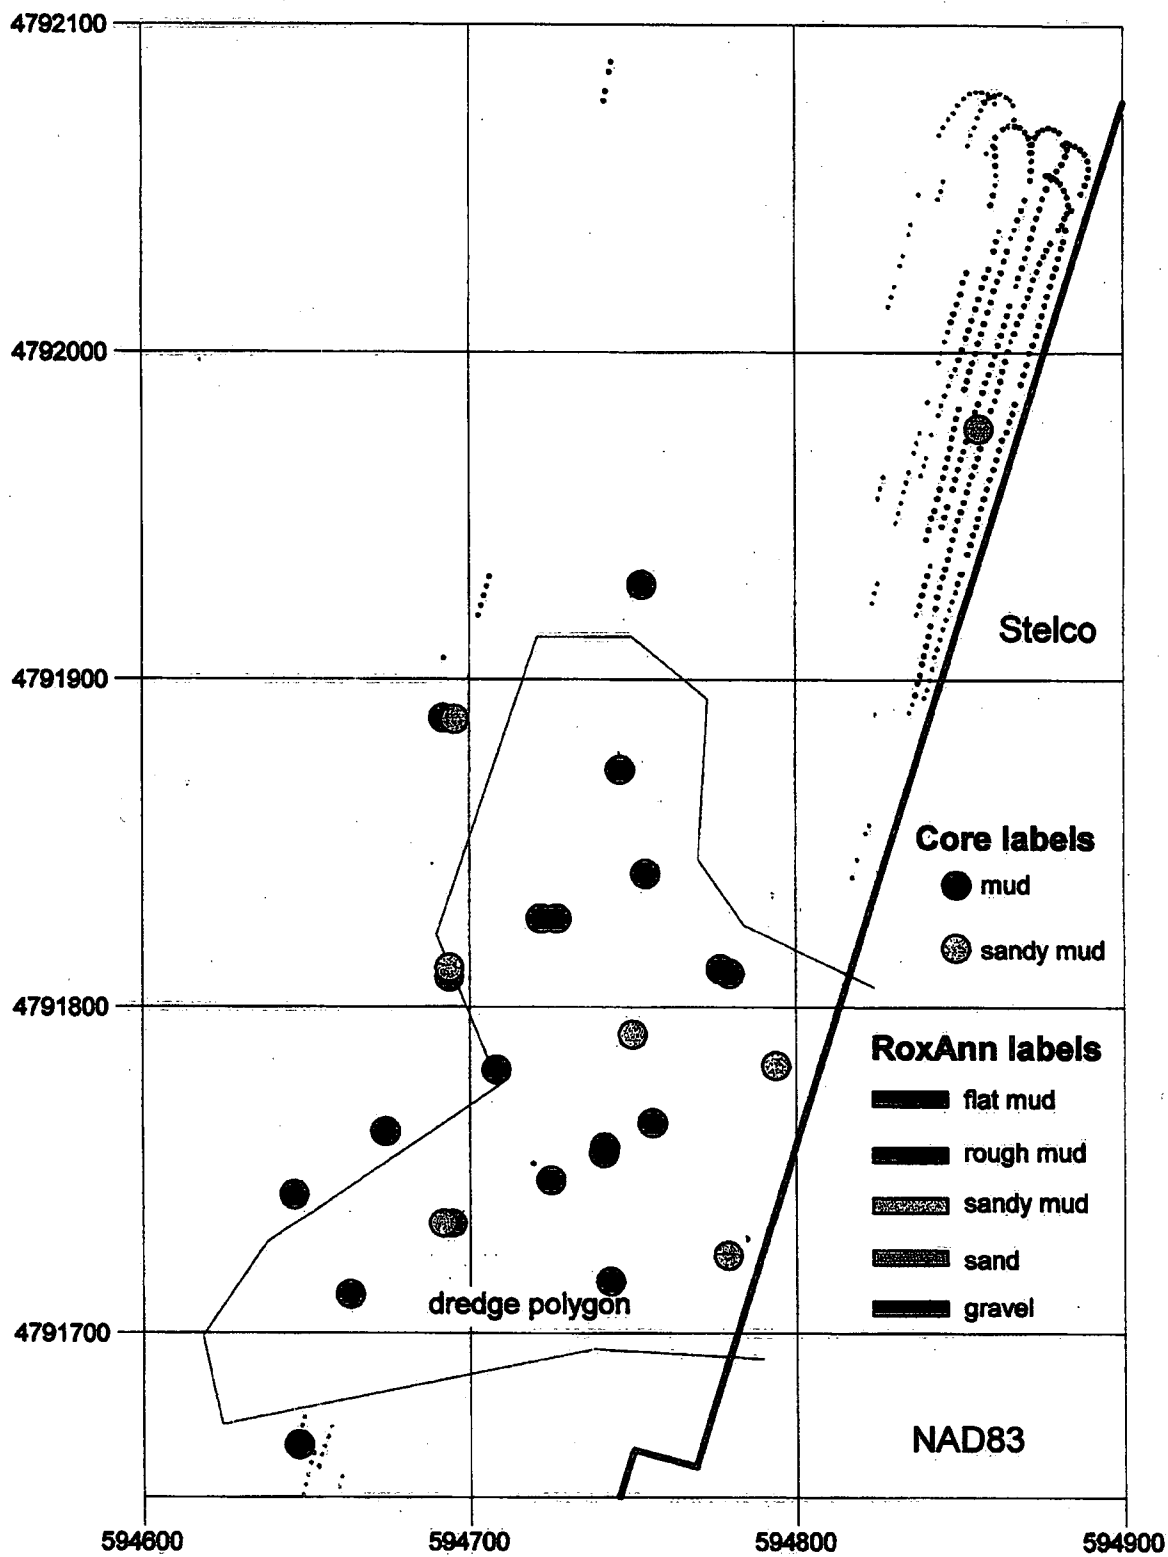 4792100
4792000
Stelco
4791900
Core labels
mud
sandy mud
4791800
RoxAnn labels
flat mud
rough mud
sandy mud
sand
gravel
dredge polygon
4791700
NAD83
594600 594700 594800 594900